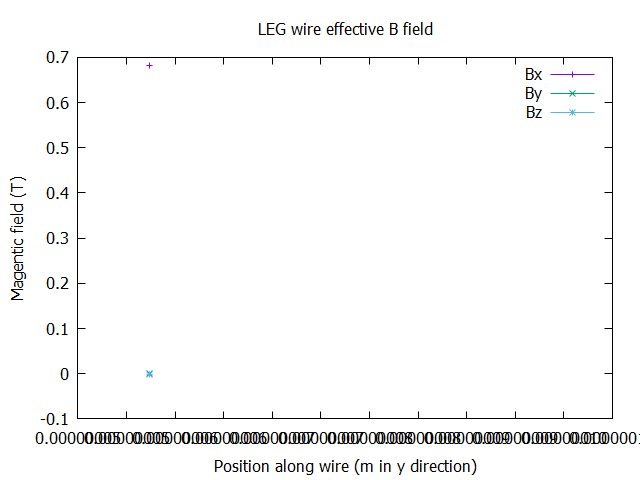 LEG wire effective B field
0.7
0.6
0.5
0.4
0.3
0.2
0.1
0
-0.1
Bx
By
Bz
Magentic field (T)
Position along wire (m in y direction)